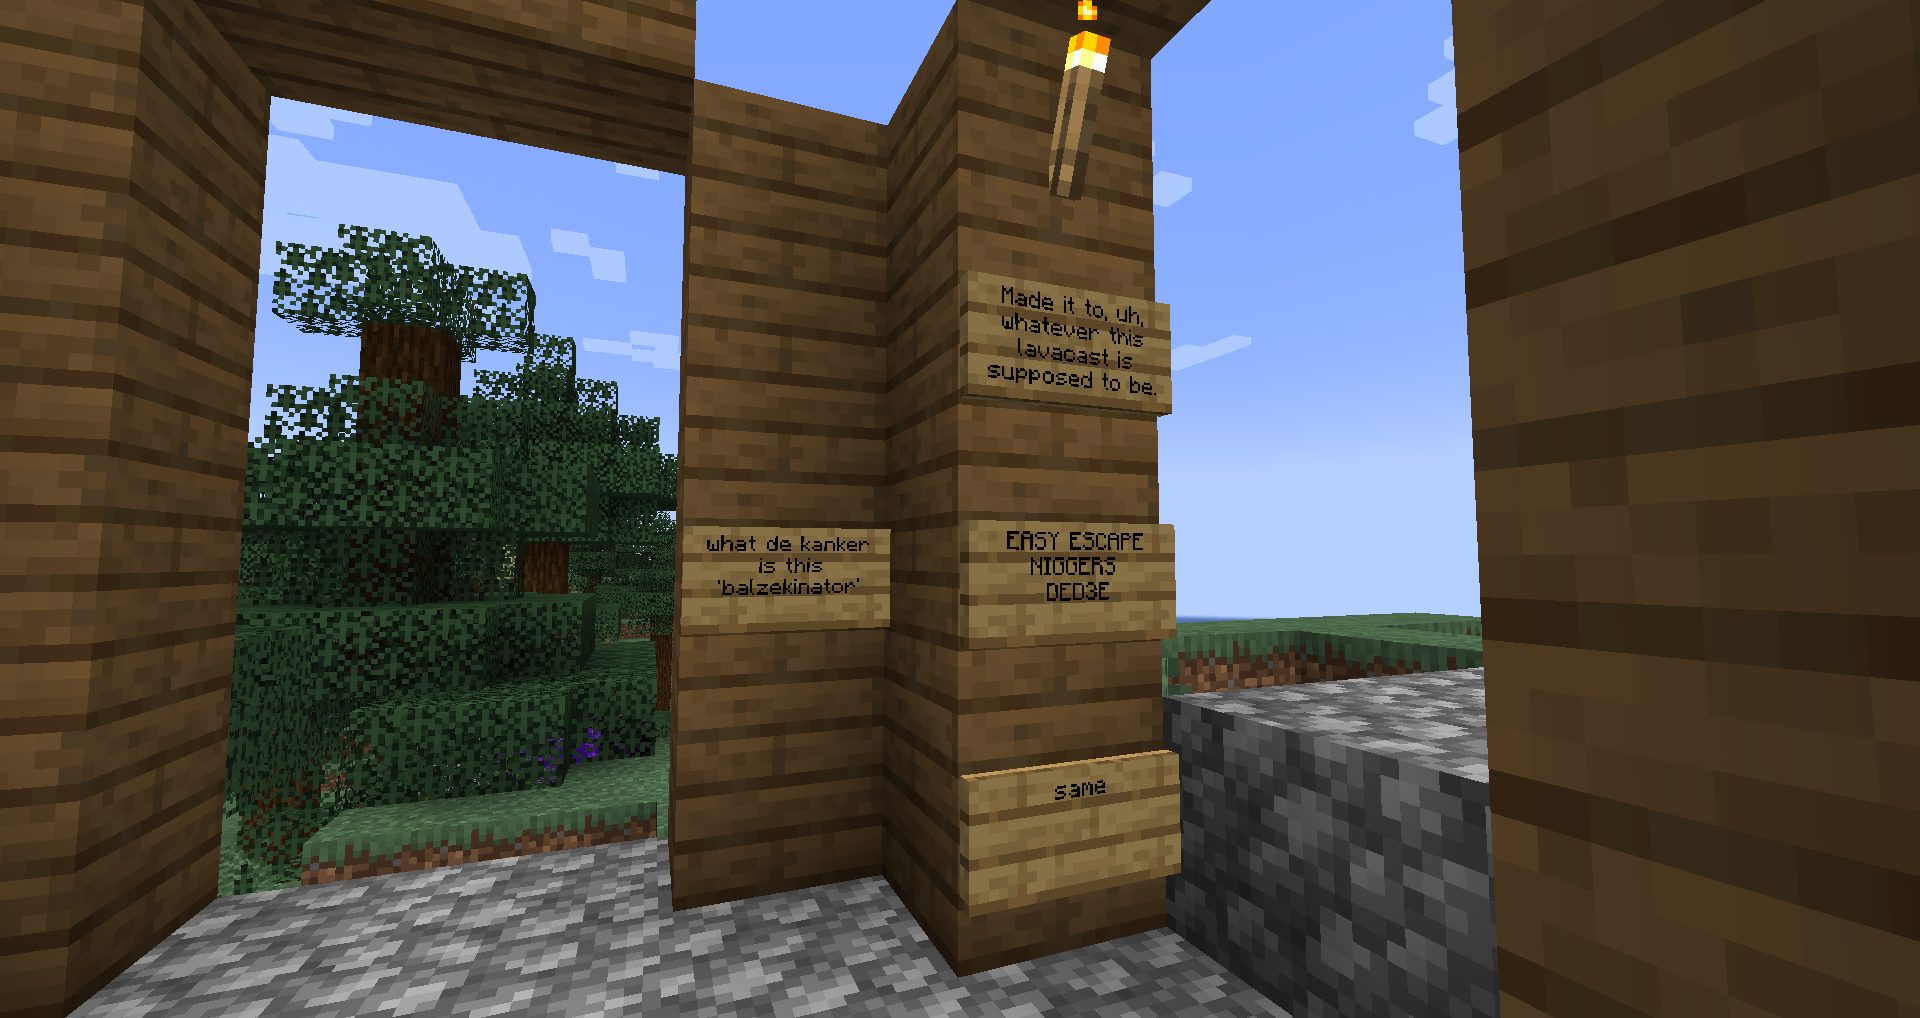 Made it to, uh,
whatever this
lavacast is
supposed to be.
what de kanker
is this
'balzekinator'
EASY ESCAPE
NIGGERS
DED3E
same